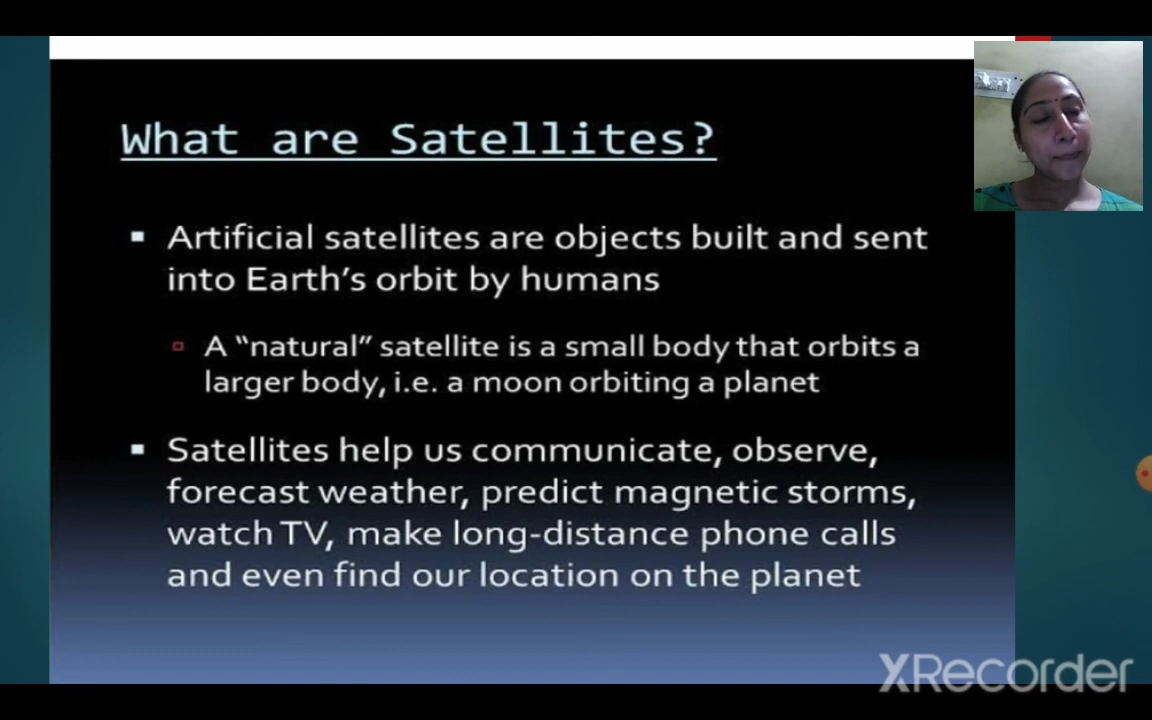 What are Satellites?
Artificial satellites are objects built and sent
into Earth's orbit by humans
A “natural” satellite is a small body that orbits a
larger body, i.e. a moon orbiting a planet
Satellites help us communicate, observe,
forecast weather, predict magnetic storms,
watch TV, make long-distance phone calls
and even find our location on the planet
XRecorder